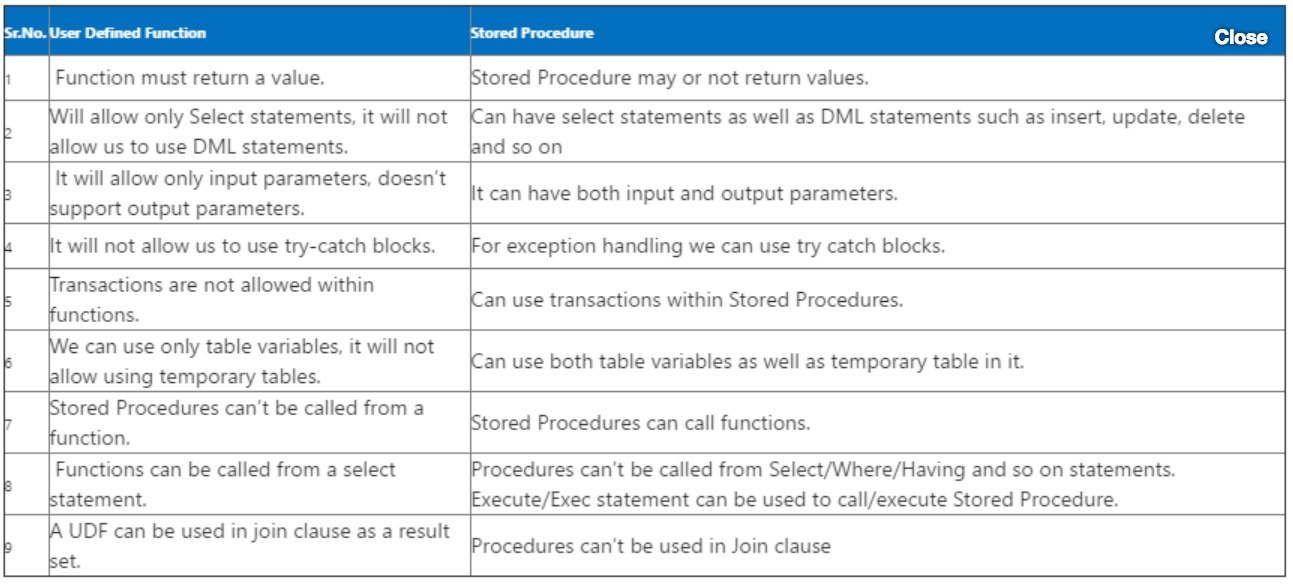 Sr.No. User Defined Function Stored Procedure Close
1 Function must return a value. Stored Procedure may or not return values.
2 Will allow only Select statements, it will not allow us to use DML statements. Can have select statements as well as DML statements such as insert, update, delete and so on
3 It will allow only input parameters, doesn't support output parameters. It can have both input and output parameters.
4 It will not allow us to use try-catch blocks. For exception handling we can use try catch blocks.
5 Transactions are not allowed within functions. Can use transactions within Stored Procedures.
6 We can use only table variables, it will not allow using temporary tables. Can use both table variables as well as temporary table in it.
7 Stored Procedures can't be called from a function. Stored Procedures can call functions.
8 Functions can be called from a select statement. Procedures can't be called from Select/Where/Having and so on statements. Execute/Exec statement can be used to call/execute Stored Procedure.
9 A UDF can be used in join clause as a result set. Procedures can't be used in Join clause